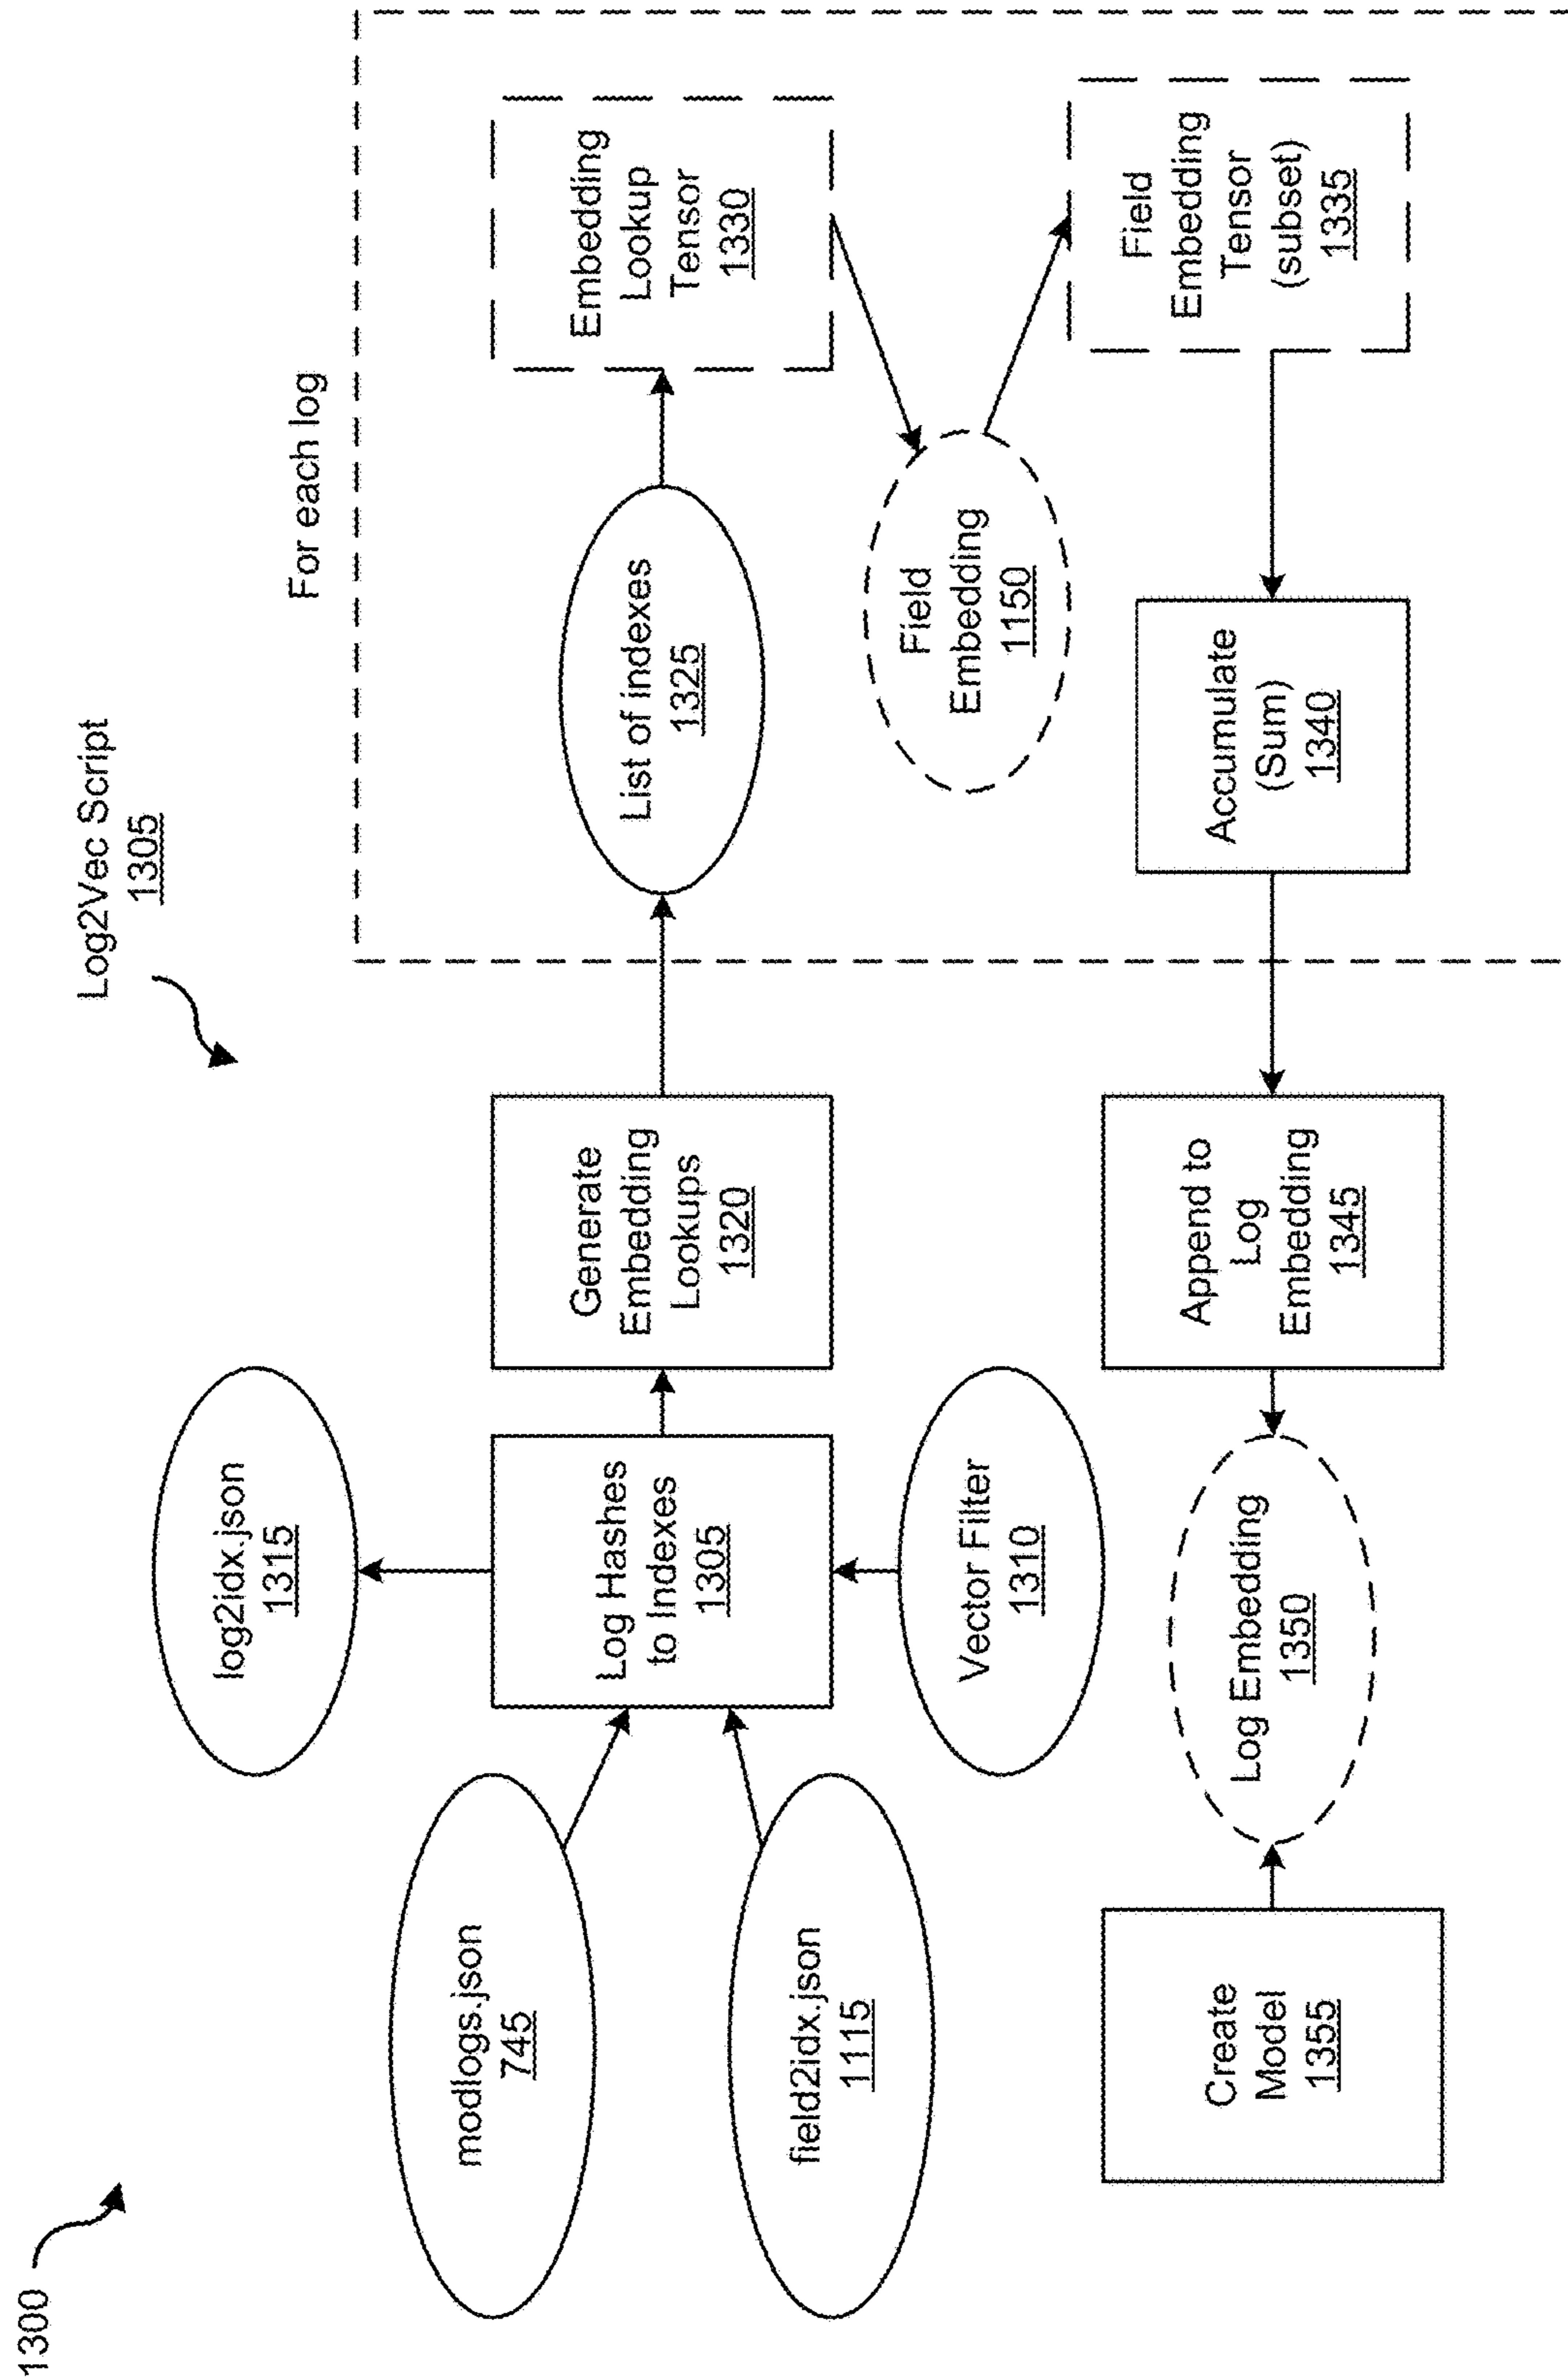 1300
Log2Vec Script
1305
For each log
modlogs.json
745
field2idx.json
1115
log2idx.json
1315
Log Hashes
to Indexes
1305
Vector Filter
1310
Generate
Embedding
Lookups
1320
List of indexes
1325
Embedding
Lookup
Tensor
1330
Field
Embedding
1150
Field
Embedding
Tensor
(subset)
1335
Accumulate
(Sum)
1340
Append to
Log
Embedding
1345
Log Embedding
1350
Create
Model
1355